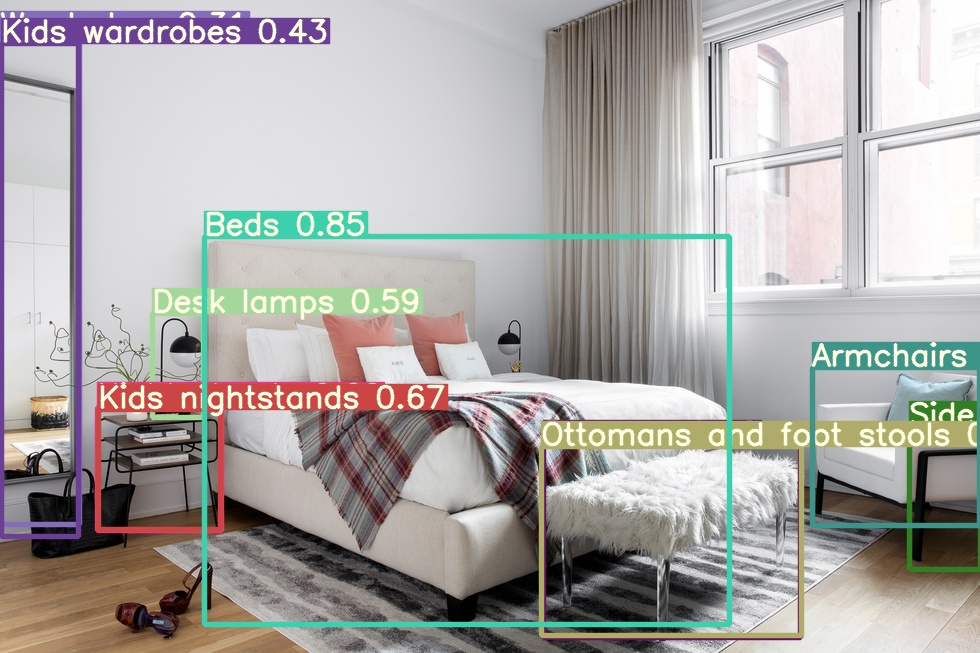 Kids wardrobes 0.43
Beds 0.85
Desk lamps 0.59
Armchairs
Kids nightstands 0.67
Side
Ottomans and foot stools 0